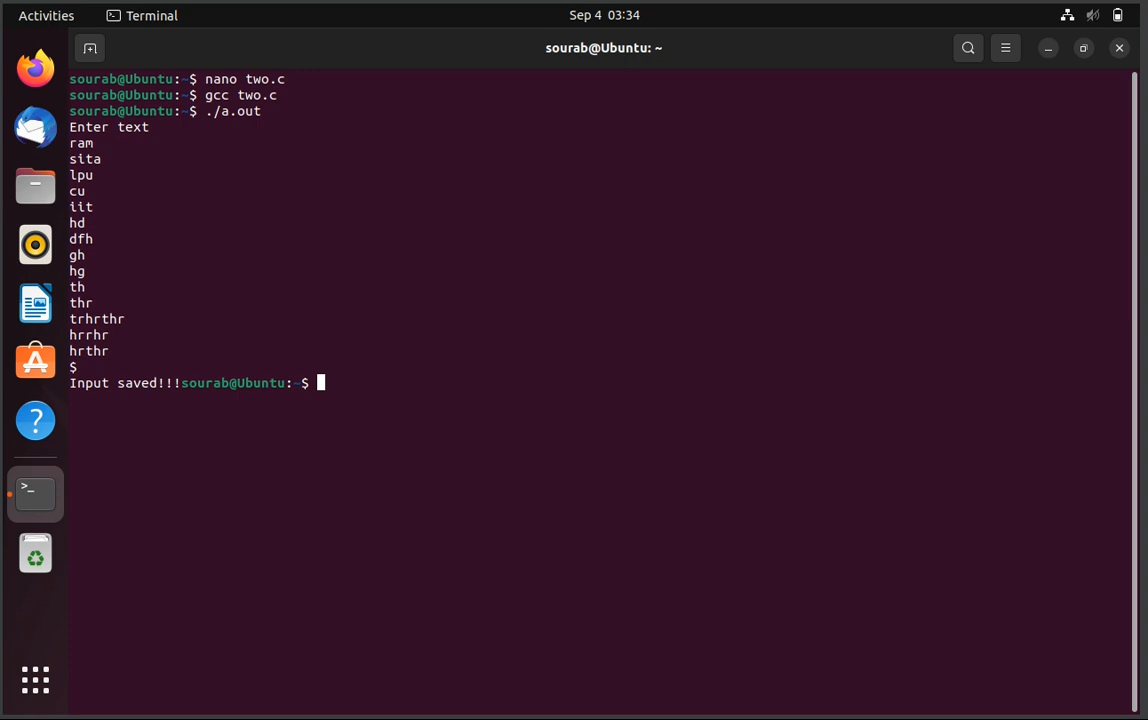 Activities Terminal Sep 4 03:34
sourab@Ubuntu: ~
sourab@Ubuntu:~$ nano two.c
sourab@Ubuntu:~$ gcc two.c
sourab@Ubuntu:~$ ./a.out
Enter text
ram
sita
lpu
cu
iit
hd
dfh
gh
hg
th
thr
trhrthr
hrrhr
hrthr
$
Input saved!!!sourab@Ubuntu:~$